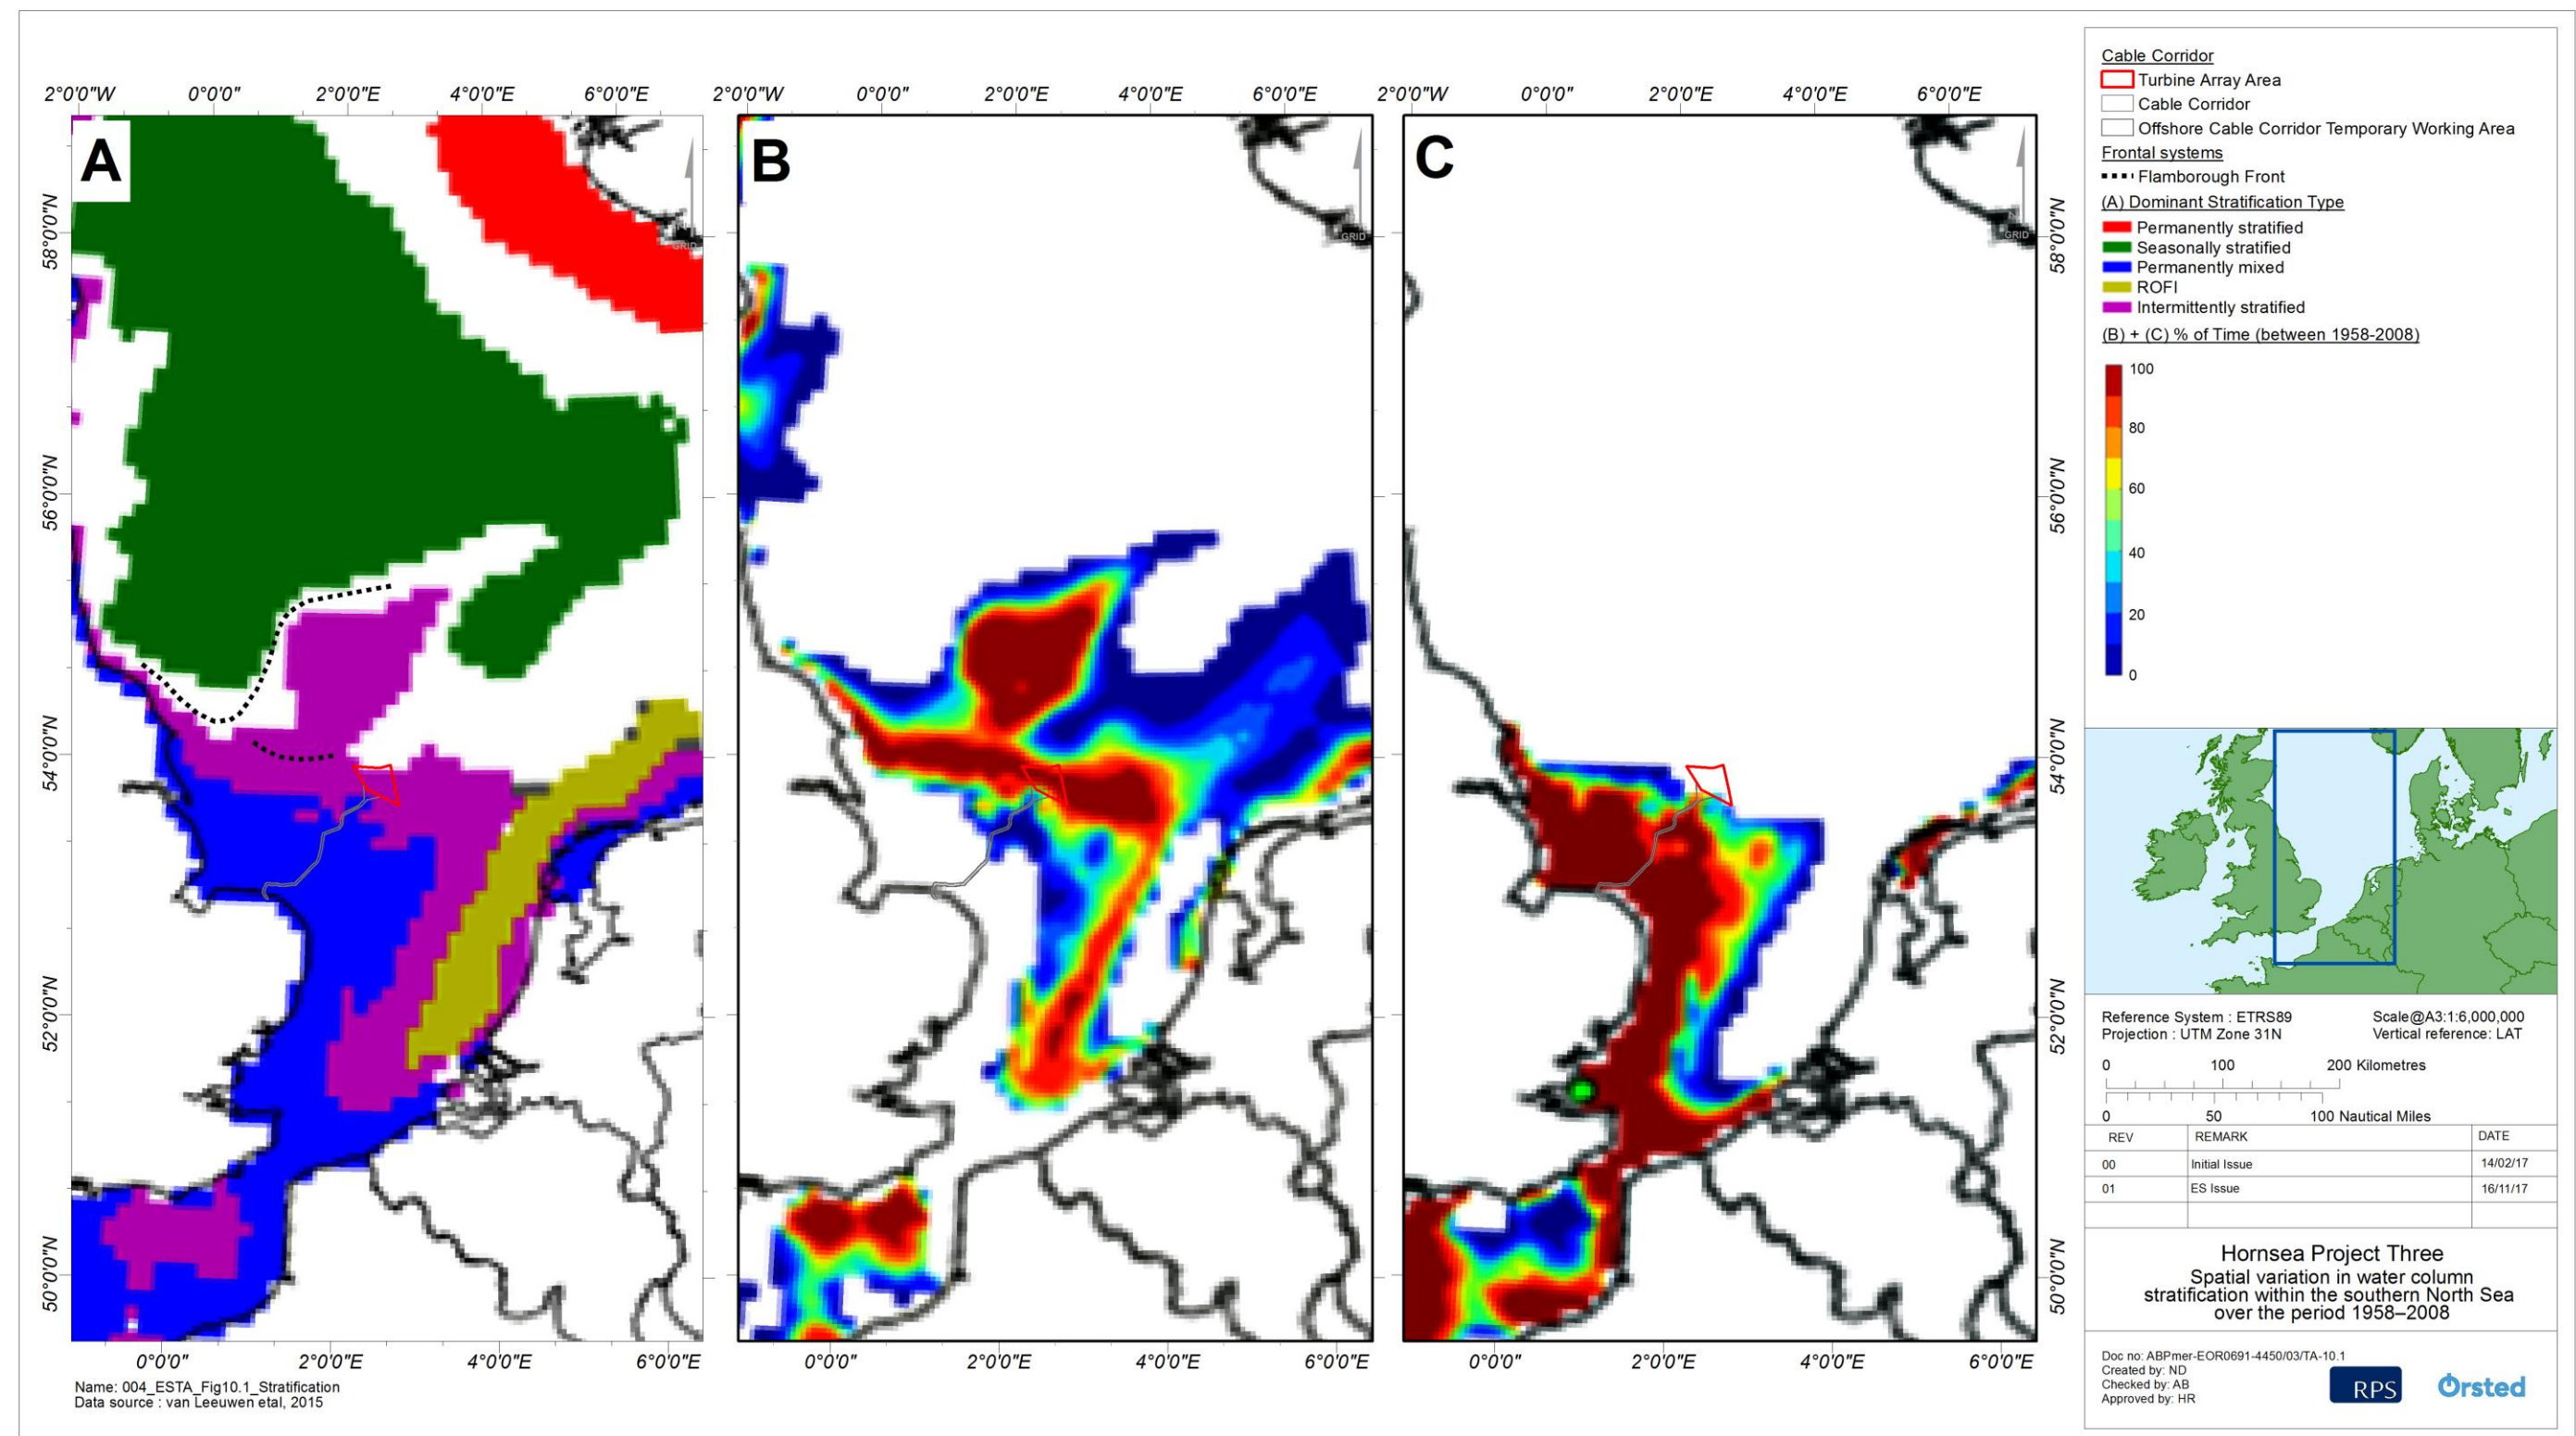 2°0'0"W 0°0'0" 2°0'0"E 4°0'0"E 6°0'0"E
2°0'0"W 0°0'0" 2°0'0"E 4°0'0"E 6°0'0"E
2°0'0"W 0°0'0" 2°0'0"E 4°0'0"E 6°0'0"E
A
B
C
GRID
GRID
GRID
58°0'0"N
56°0'0"N
54°0'0"N
52°0'0"N
50°0'0"N
58°0'0"N
56°0'0"N
54°0'0"N
52°0'0"N
50°0'0"N
0°0'0" 2°0'0"E 4°0'0"E 6°0'0"E
0°0'0" 2°0'0"E 4°0'0"E 6°0'0"E
0°0'0" 2°0'0"E 4°0'0"E 6°0'0"E
Name: 004_ESTA_Fig10.1_Stratification
Data source : van Leeuwen etal, 2015
Cable Corridor
Turbine Array Area
Cable Corridor
Offshore Cable Corridor Temporary Working Area
Frontal systems
Flamborough Front
(A) Dominant Stratification Type
Permanently stratified
Seasonally stratified
Permanently mixed
ROFI
Intermittently stratified
(B) + (C) % of Time (between 1958-2008)
100
80
60
40
20
0
Reference System : ETRS89 Scale@A3:1:6,000,000
Projection : UTM Zone 31N Vertical reference: LAT
0 100 200 Kilometres
0 50 100 Nautical Miles
REV REMARK DATE
00 Initial Issue 14/02/17
01 ES Issue 16/11/17
Hornsea Project Three
Spatial variation in water column
stratification within the southern North Sea
over the period 1958–2008
Doc no: ABPmer-EOR0691-4450/03/TA-10.1
Created by: ND
Checked by: AB
Approved by: HR
RPS
Orsted